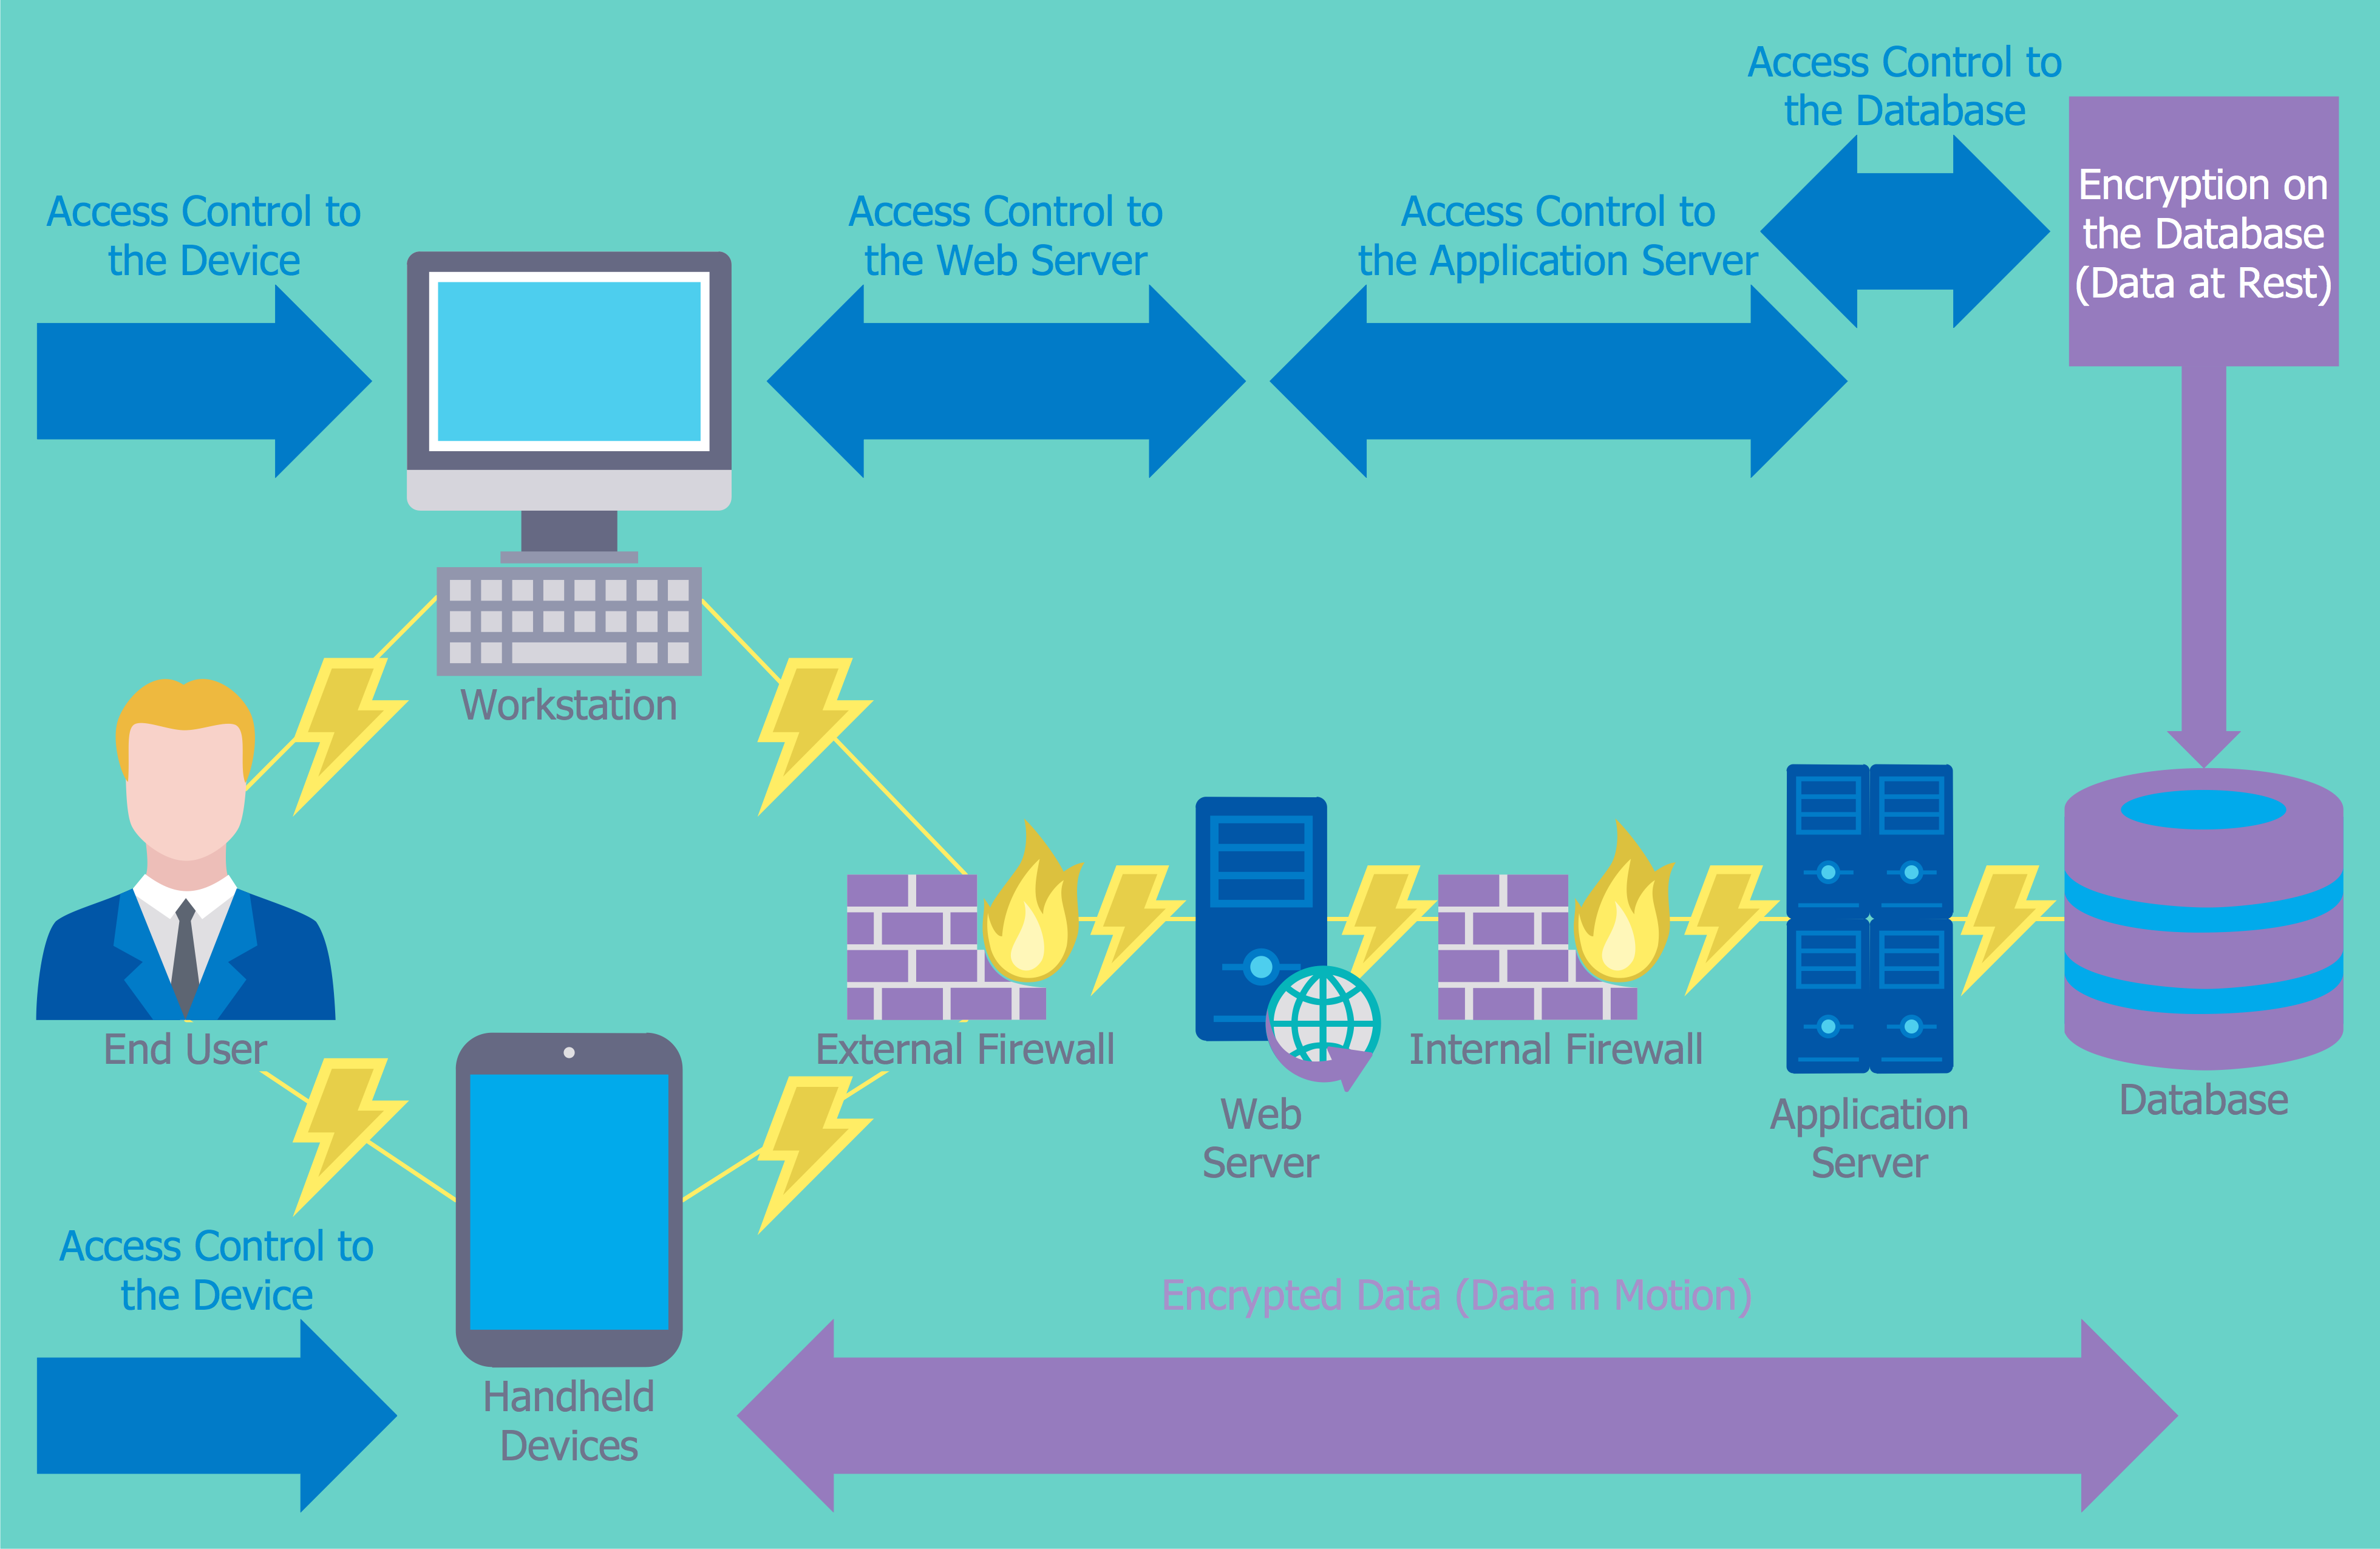 Access Control to
the Database
Encryption on
the Database
(Data at Rest)
Access Control to
the Device
Access Control to
the Web Server
Access Control to
the Application Server
Workstation
End User
External Firewall
Internal Firewall
Web
Server
Application
Server
Database
Access Control to
the Device
Encrypted Data (Data in Motion)
Handheld
Devices